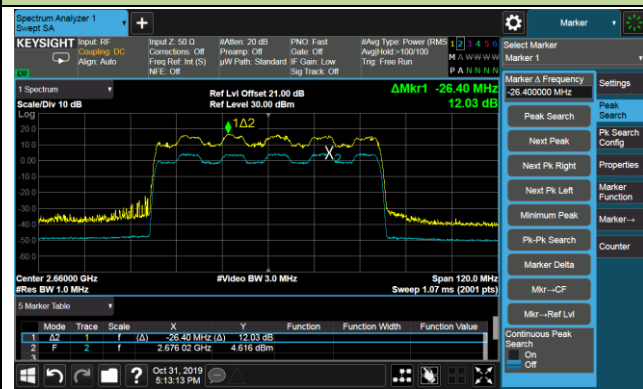 Spectrum Analyzer 1
Swept SA
Marker
KEYSIGHT
Input: RF
Coupling: DC
Align: Auto
Input Z: 50 Ω
Corrections: Off
Freq Ref: Int (S)
NFE: Off
#Atten: 20 dB
Preamp: Off
µW Path: Standard
PNO: Fast
Gate: Off
IF Gain: Low
Sig Track: Off
#Avg Type: Power (RMS
Avg|Hold:>100/100
Trig: Free Run
1 2 3 4 5 6
M A W W W W
P A N N N N
Select Marker
Marker 1
Marker Δ Frequency
-26.400000 MHz
Settings
Peak Search
Next Peak
Next Pk Right
Next Pk Left
Minimum Peak
Pk-Pk Search
Marker Delta
Mkr→CF
Mkr→Ref Lvl
Continuous Peak
Search
On
Off
Peak
Search
Pk Search
Config
Properties
Marker
Function
Marker→
Counter
1 Spectrum
Scale/Div 10 dB
Log
Ref Lvl Offset 21.00 dB
Ref Level 30.00 dBm
ΔMkr1 -26.40 MHz
12.03 dB
1Δ2
2
20.0
10.0
0.00
-10.0
-20.0
-30.0
-40.0
-50.0
-60.0
Center 2.66000 GHz
#Res BW 1.0 MHz
#Video BW 3.0 MHz
Span 120.0 MHz
Sweep 1.07 ms (2001 pts)
5 Marker Table
Mode Trace Scale X Y Function Function Width Function Value
1 Δ2 1 f (Δ) -26.40 MHz (Δ) 12.03 dB
2 F 2 f 2.676 02 GHz 4.616 dBm
3
Oct 31, 2019
5:13:13 PM